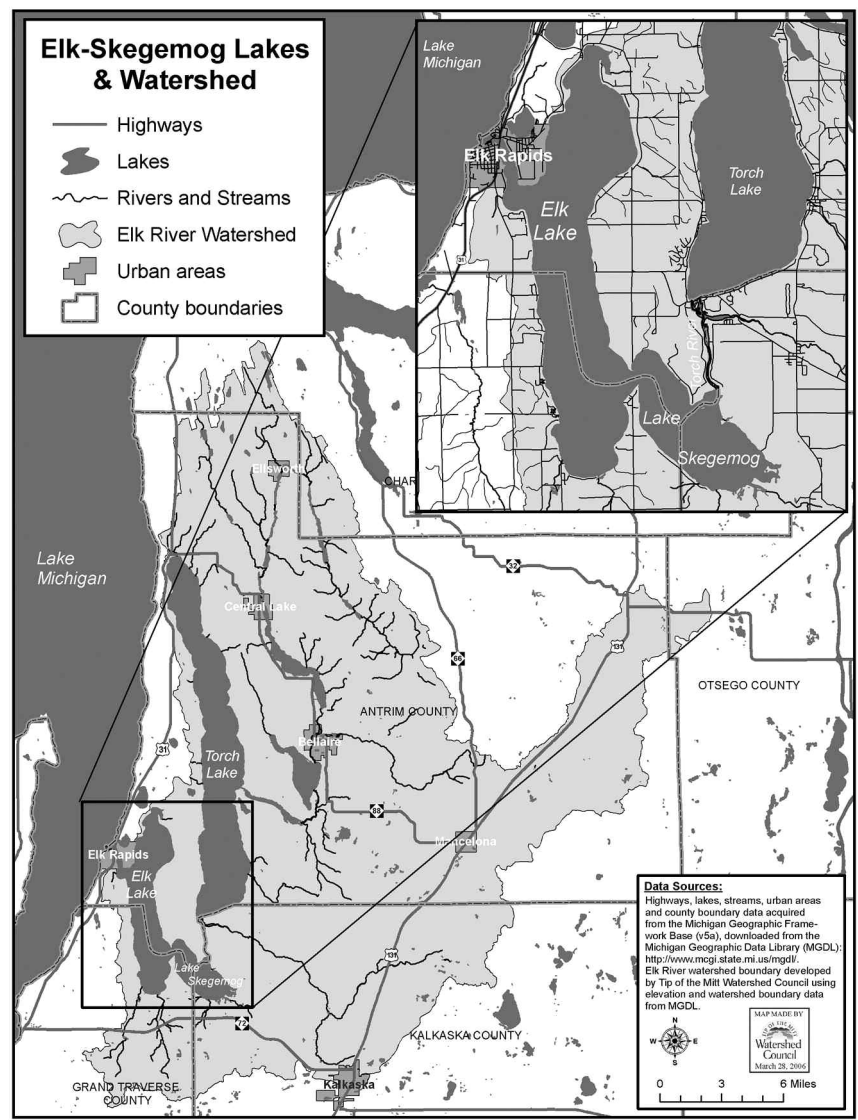 Elk-Skegemog Lakes
& Watershed
Highways
Lakes
Rivers and Streams
Elk River Watershed
Urban areas
County boundaries
Lake
Michigan
Elk Rapids
Elk
Lake
Torch
Lake
31
Torch River
Lake
Skegemog
Ellsworth
CHAR
Lake
Michigan
32
Central Lake
66
131
OTSEGO COUNTY
ANTRIM COUNTY
Bellaire
31
Torch
Lake
88
Mancelona
Elk Rapids
Elk
Lake
131
Lake
Skegemog
72
KALKASKA COUNTY
Kalkaska
GRAND TRAVERSE
COUNTY
Data Sources:
Highways, lakes, streams, urban areas
and county boundary data acquired
from the Michigan Geographic Frame-
work Base (v5a), downloaded from the
Michigan Geographic Data Library (MGDL):
http://www.mcgi.state.mi.us/mgdl/.
Elk River watershed boundary developed
by Tip of the Mitt Watershed Council using
elevation and watershed boundary data
from MGDL.
N
W E
S
MAP MADE BY
TIP OF THE MITT
Watershed
Council
March 28, 2006
0 3 6 Miles